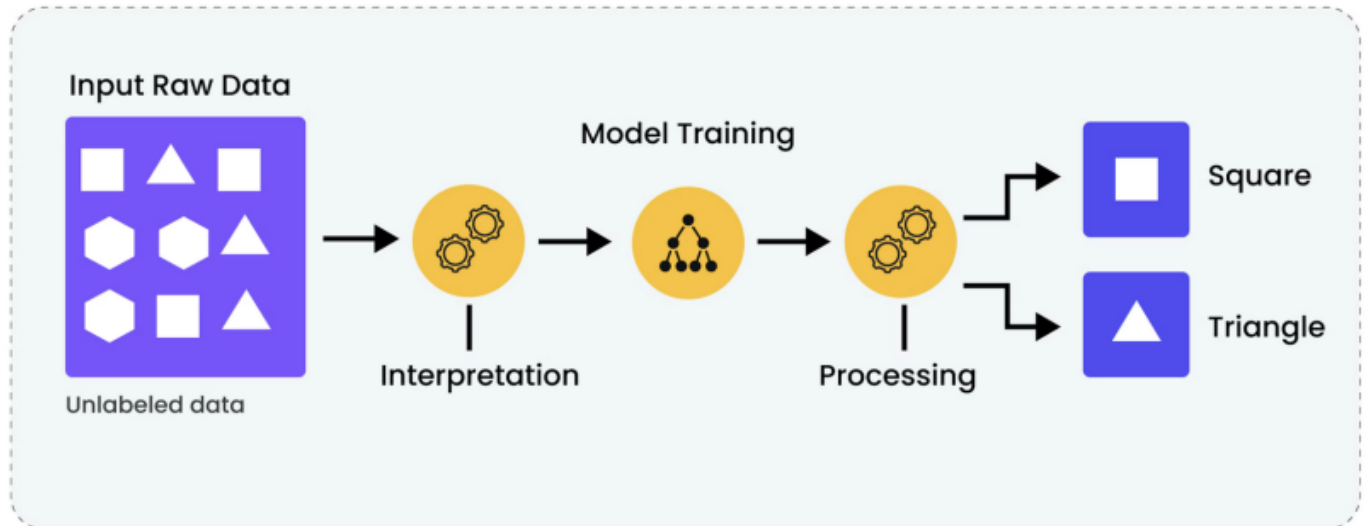 Input Raw Data
Model Training
Square
Triangle
Interpretation
Processing
Unlabeled data